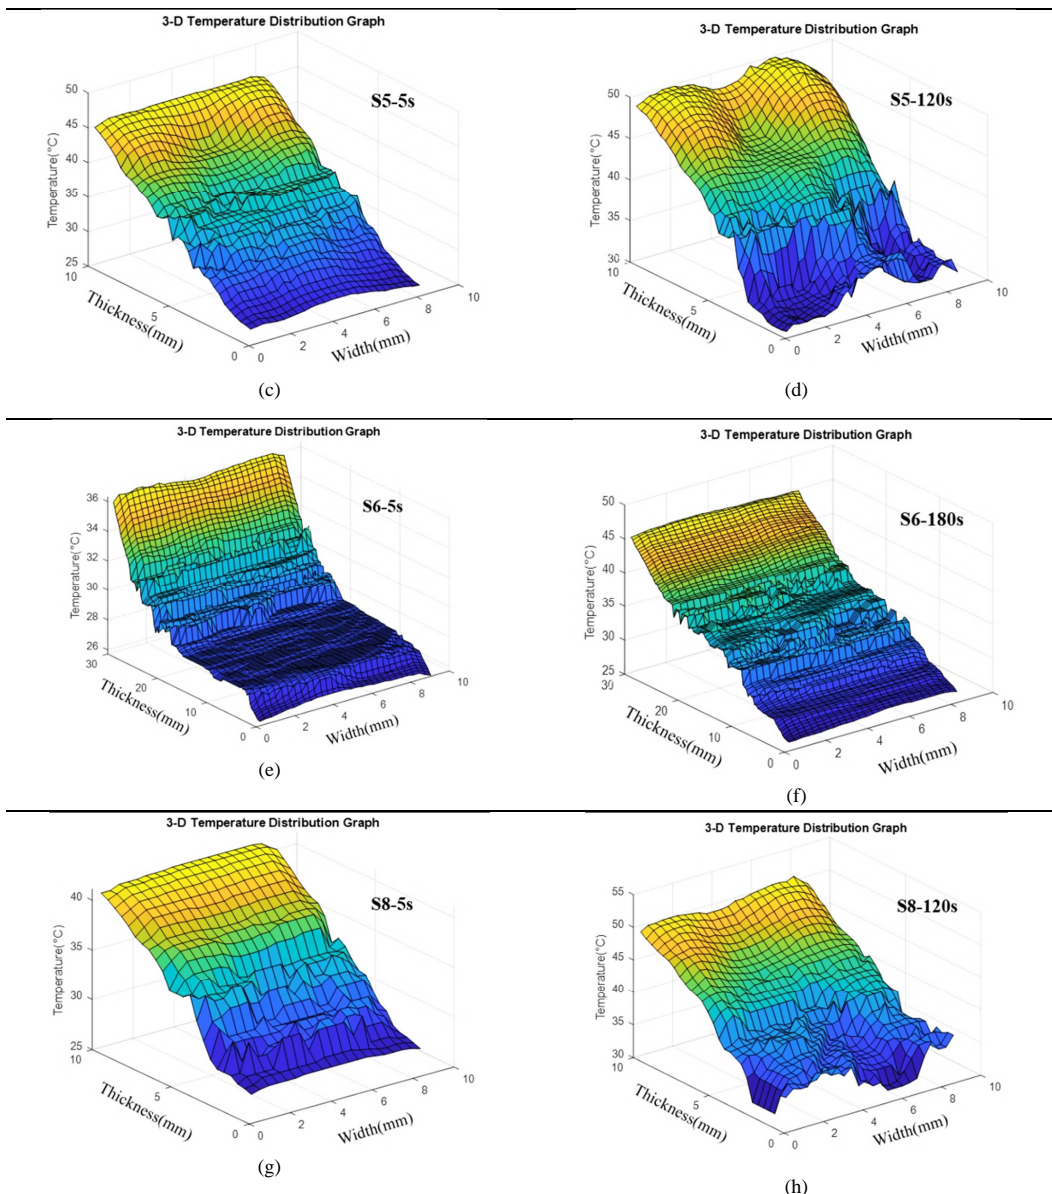 3-D Temperature Distribution Graph
S5-5s
Temperature(°C)
50
45
40
35
30
25
10
5
0
Thickness(mm)
0
2
4
6
8
10
Width(mm)
(c)
3-D Temperature Distribution Graph
S5-120s
Temperature(°C)
50
45
40
35
30
10
5
0
Thickness(mm)
0
2
4
6
8
10
Width(mm)
(d)
3-D Temperature Distribution Graph
S6-5s
Temperature(°C)
36
34
32
30
28
26
30
20
10
0
Thickness(mm)
0
2
4
6
8
10
Width(mm)
(e)
3-D Temperature Distribution Graph
S6-180s
Temperature(°C)
50
45
40
35
30
25
30
20
10
0
Thickness(mm)
0
2
4
6
8
10
Width(mm)
(f)
3-D Temperature Distribution Graph
S8-5s
Temperature(°C)
40
35
30
25
10
5
0
Thickness(mm)
0
2
4
6
8
10
Width(mm)
(g)
3-D Temperature Distribution Graph
S8-120s
Temperature(°C)
55
50
45
40
35
30
10
5
0
Thickness(mm)
0
2
4
6
8
10
Width(mm)
(h)